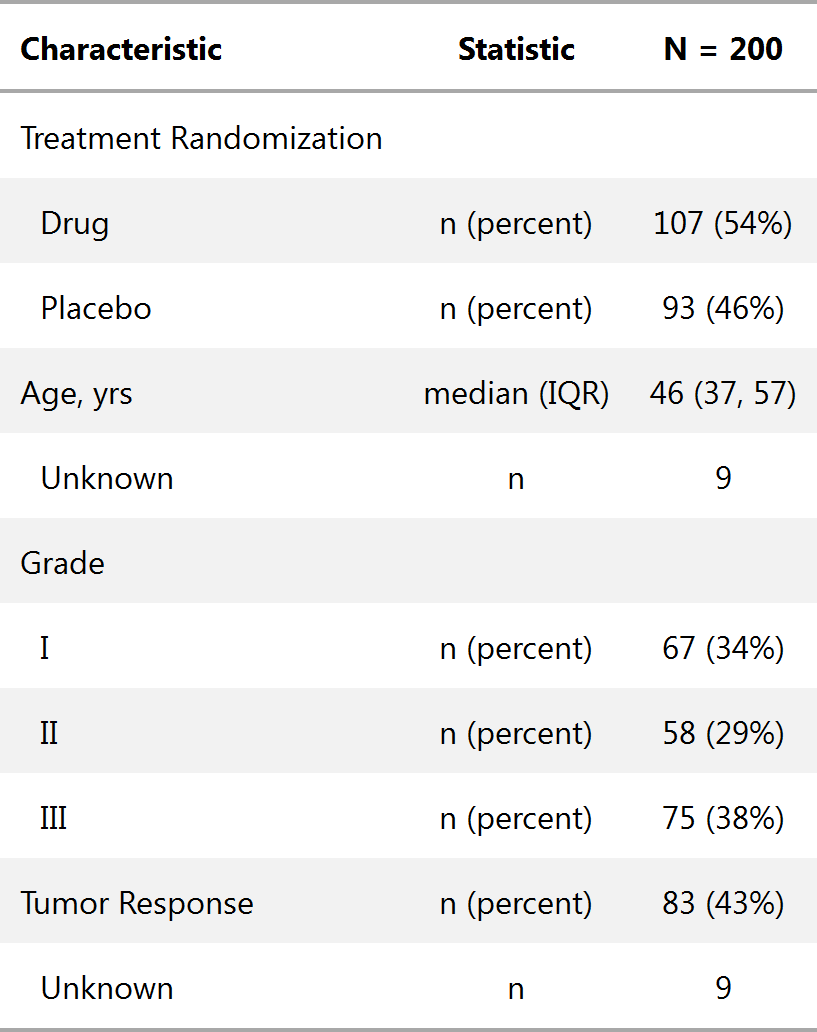 Characteristic Statistic N = 200
Treatment Randomization
Drug n (percent) 107 (54%)
Placebo n (percent) 93 (46%)
Age, yrs median (IQR) 46 (37, 57)
Unknown n 9
Grade
I n (percent) 67 (34%)
II n (percent) 58 (29%)
III n (percent) 75 (38%)
Tumor Response n (percent) 83 (43%)
Unknown n 9